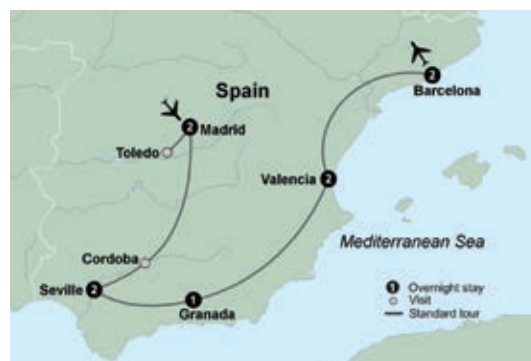 Spain
Barcelona
2
Madrid
2
Toledo
Valencia
2
Cordoba
Mediterranean Sea
Seville
2
1
Granada
1 Overnight stay
Visit
Standard tour